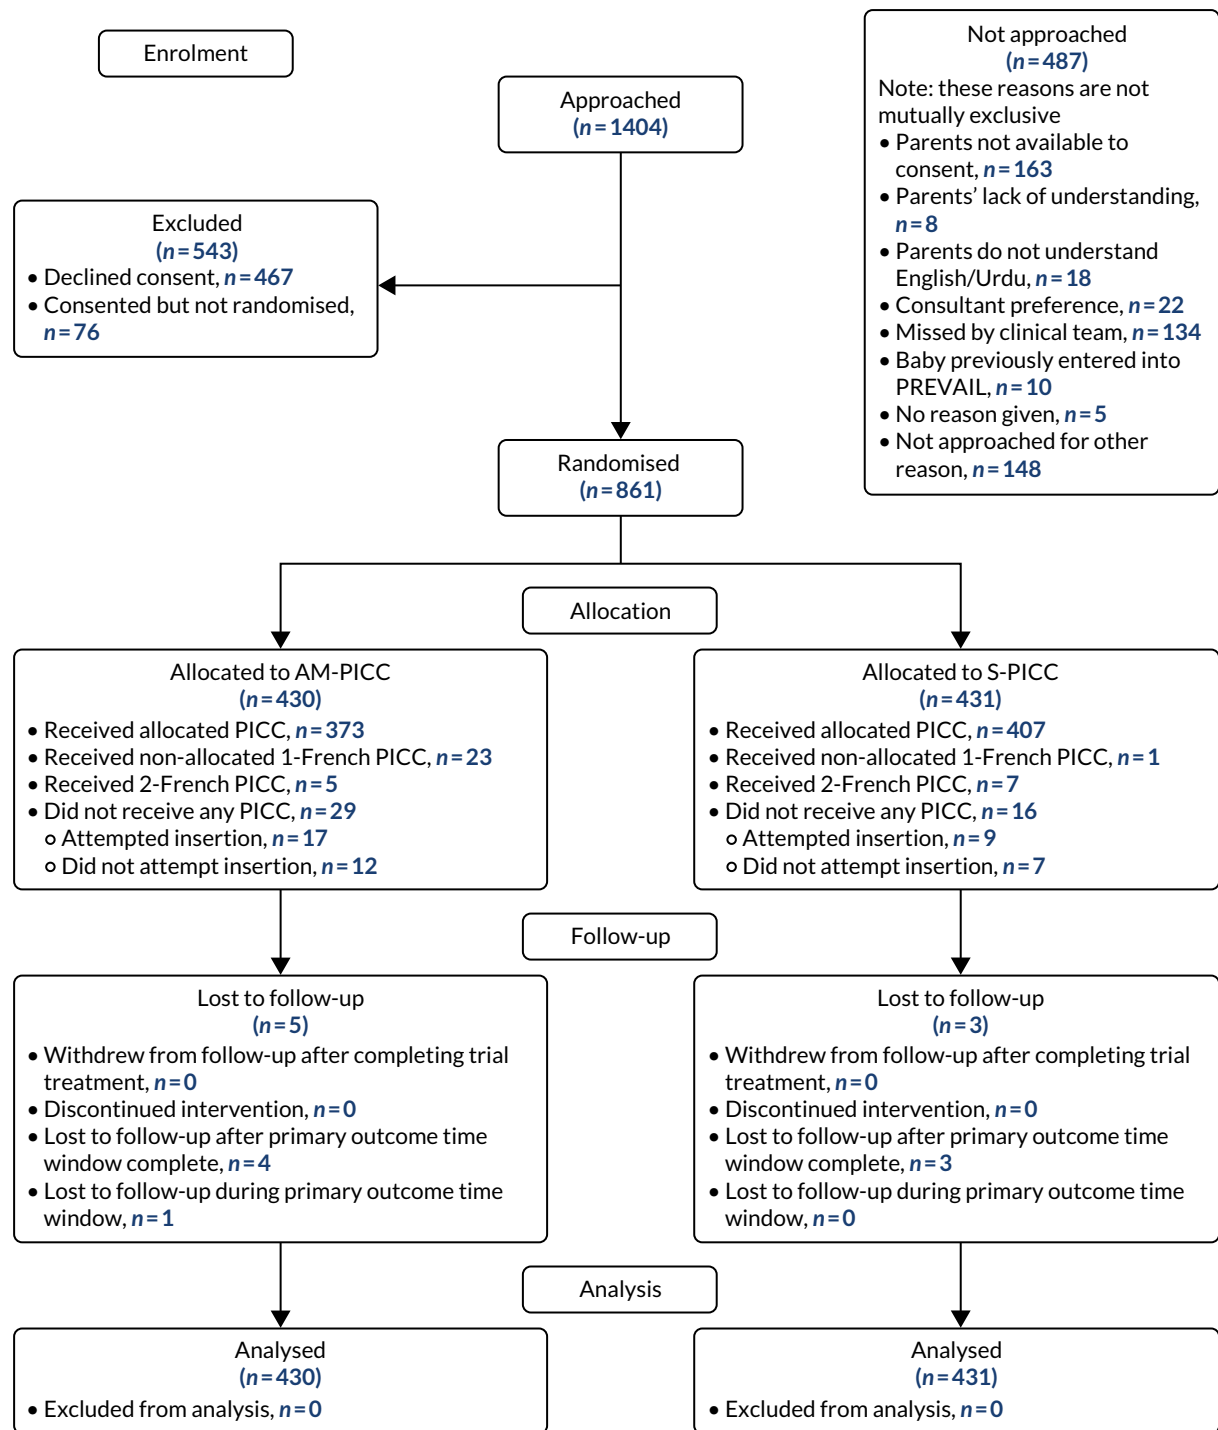 Enrolment
Approached
(n=1404)
Not approached
(n=487)
Note: these reasons are not
mutually exclusive
• Parents not available to
consent, n=163
• Parents’ lack of understanding,
n=8
• Parents do not understand
English/Urdu, n=18
• Consultant preference, n=22
• Missed by clinical team, n=134
• Baby previously entered into
PREVAIL, n=10
• No reason given, n=5
• Not approached for other
reason, n=148
Excluded
(n=543)
• Declined consent, n=467
• Consented but not randomised,
n=76
Randomised
(n=861)
Allocation
Allocated to AM-PICC
(n=430)
• Received allocated PICC, n=373
• Received non-allocated 1-French PICC, n=23
• Received 2-French PICC, n=5
• Did not receive any PICC, n=29
o Attempted insertion, n=17
o Did not attempt insertion, n=12
Allocated to S-PICC
(n=431)
• Received allocated PICC, n=407
• Received non-allocated 1-French PICC, n=1
• Received 2-French PICC, n=7
• Did not receive any PICC, n=16
o Attempted insertion, n=9
o Did not attempt insertion, n=7
Follow-up
Lost to follow-up
(n=5)
• Withdrew from follow-up after completing trial
treatment, n=0
• Discontinued intervention, n=0
• Lost to follow-up after primary outcome time
window complete, n=4
• Lost to follow-up during primary outcome time
window, n=1
Lost to follow-up
(n=3)
• Withdrew from follow-up after completing trial
treatment, n=0
• Discontinued intervention, n=0
• Lost to follow-up after primary outcome time
window complete, n=3
• Lost to follow-up during primary outcome time
window, n=0
Analysis
Analysed
(n=430)
• Excluded from analysis, n=0
Analysed
(n=431)
• Excluded from analysis, n=0